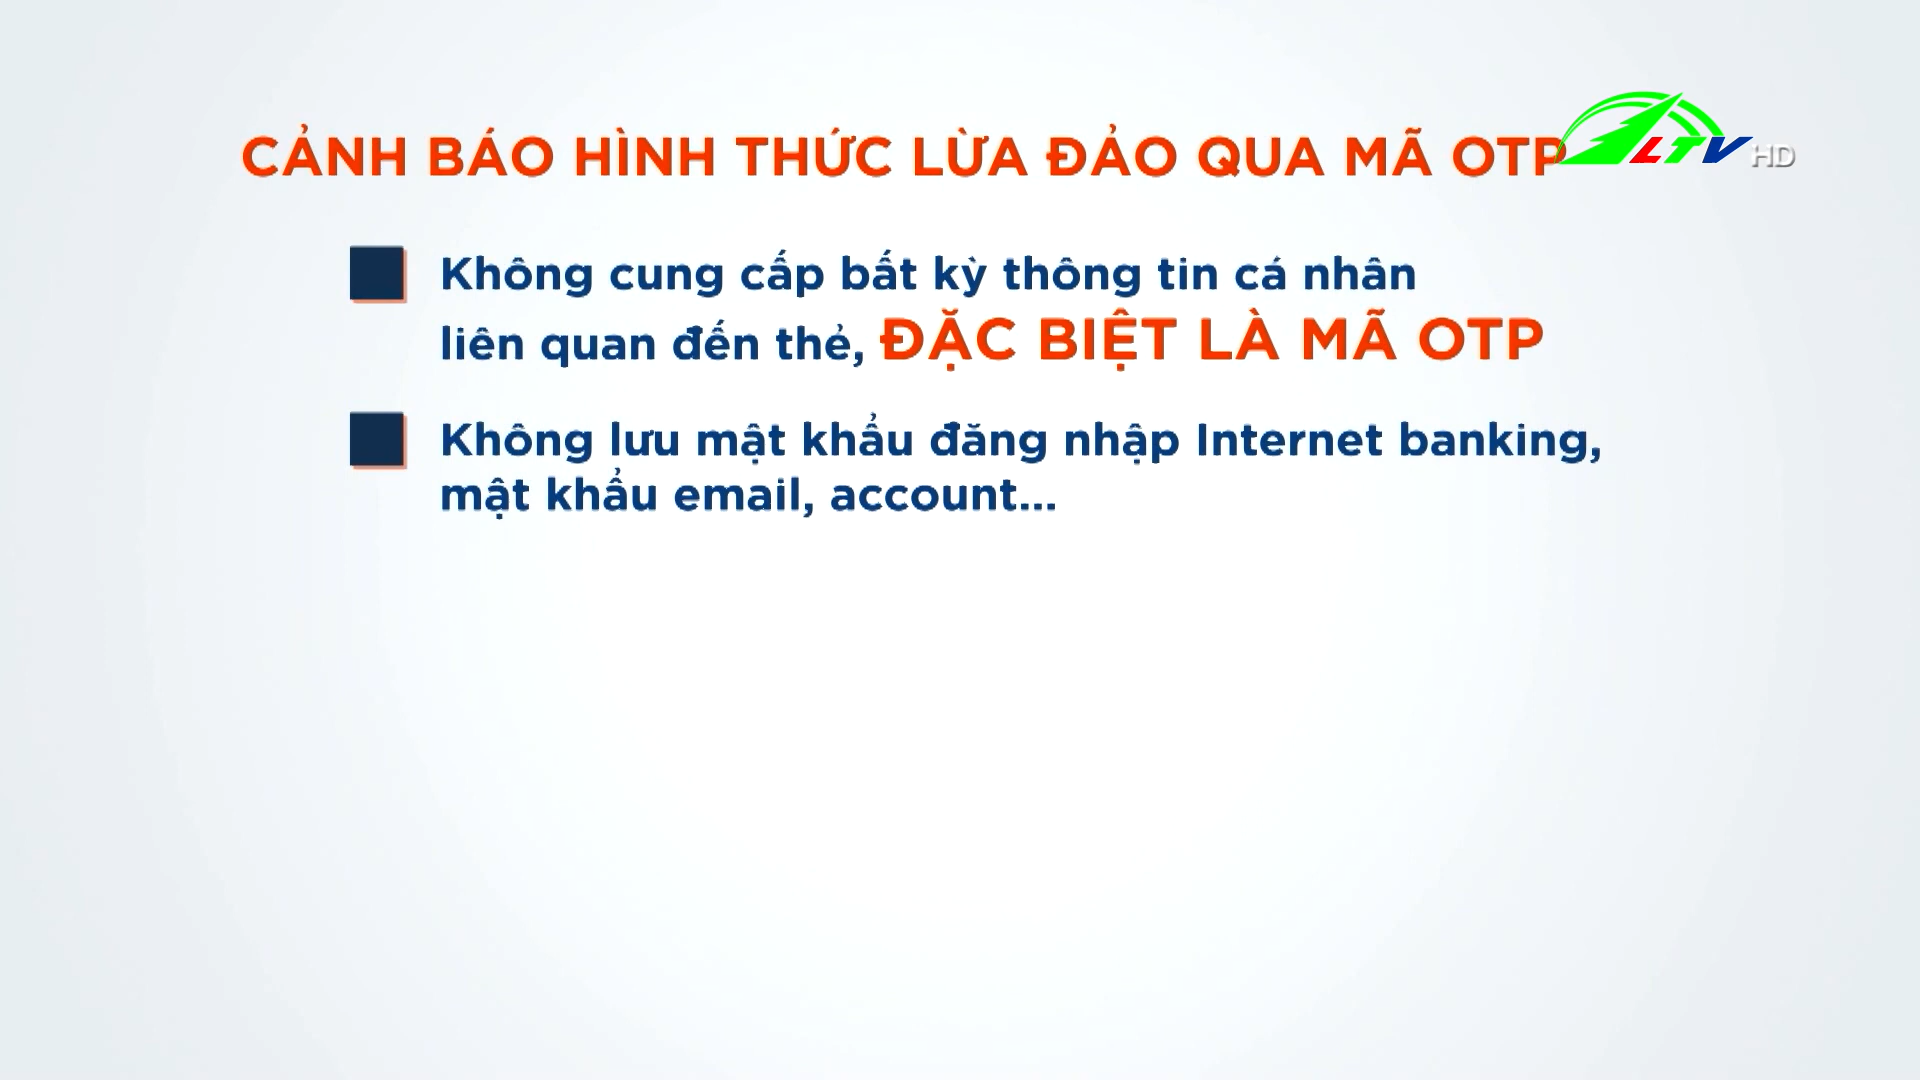 CẢNH BÁO HÌNH THỨC LỪA ĐẢO QUA MÃ OTP
LTV HD
Không cung cấp bất kỳ thông tin cá nhân
liên quan đến thẻ, ĐẶC BIỆT LÀ MÃ OTP
Không lưu mật khẩu đăng nhập Internet banking,
mật khẩu email, account...